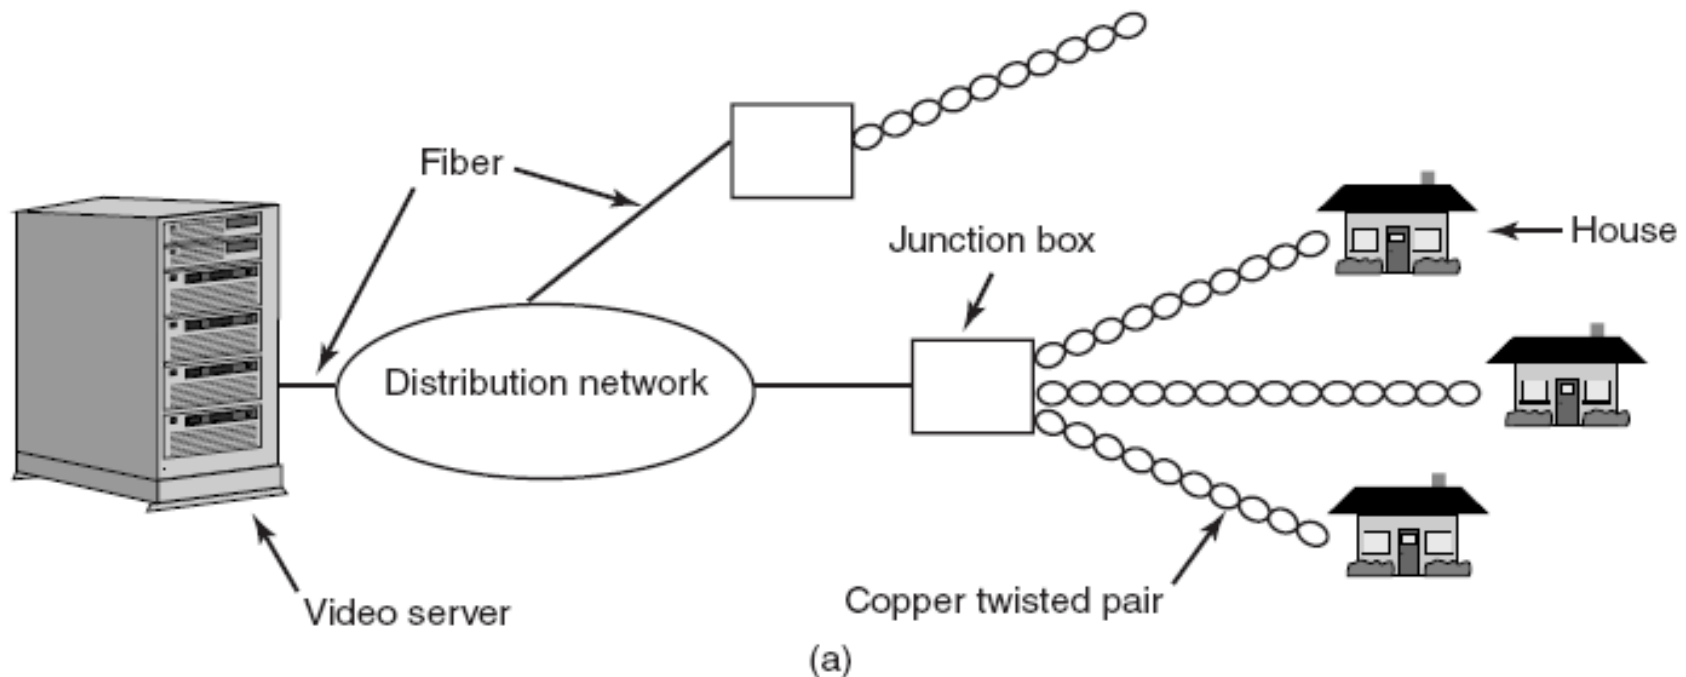 Fiber
Junction box
House
Distribution network
Copper twisted pair
Video server
(a)